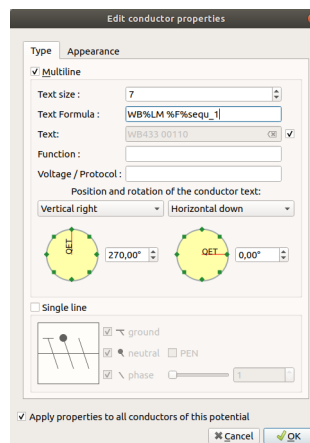 Edit conductor properties
Type Appearance
Multiline
Text size : 7
Text Formula : WB%LM %F%sequ_1
Text: WB433 00110
Function :
Voltage / Protocol :
Position and rotation of the conductor text:
Vertical right Horizontal down
QET 270,00° QET 0,00°
Single line
ground
neutral PEN
phase 1
Apply properties to all conductors of this potential
Cancel OK